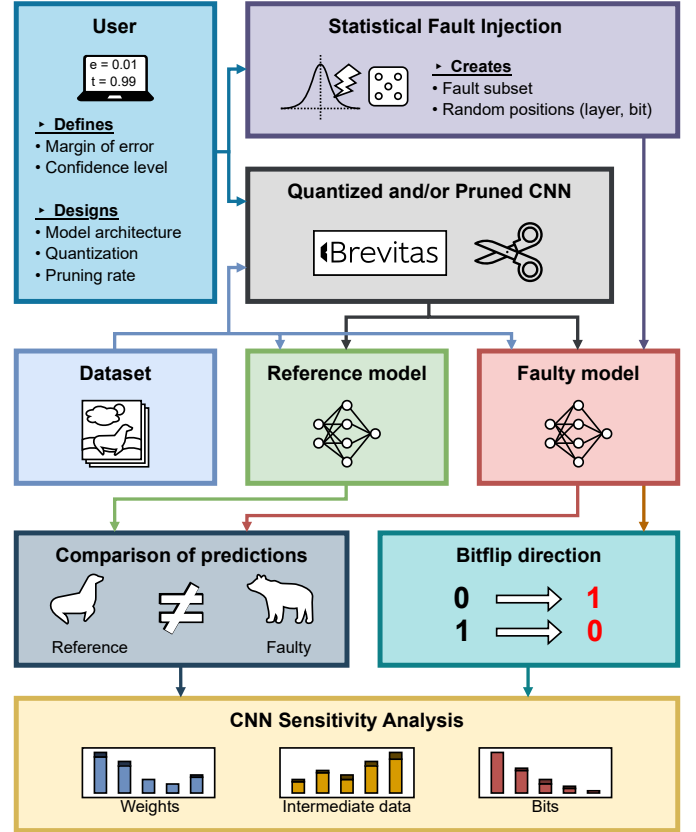 User
e = 0.01
t = 0.99
‣ Defines
• Margin of error
• Confidence level
‣ Designs
• Model architecture
• Quantization
• Pruning rate
Statistical Fault Injection
‣ Creates
• Fault subset
• Random positions (layer, bit)
Quantized and/or Pruned CNN
Brevitas
Dataset
Reference model
Faulty model
Comparison of predictions
Reference
Faulty
Bitflip direction
0 1
1 0
CNN Sensitivity Analysis
Weights
Intermediate data
Bits